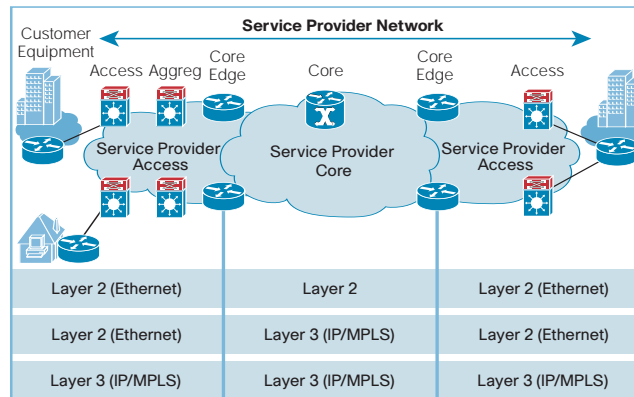 Service Provider Network
Customer
Equipment
Access
Aggreg
Core
Edge
Core
Core
Edge
Access
Service Provider
Access
Service Provider
Core
Service Provider
Access
Layer 2 (Ethernet)
Layer 2
Layer 2 (Ethernet)
Layer 2 (Ethernet)
Layer 3 (IP/MPLS)
Layer 2 (Ethernet)
Layer 3 (IP/MPLS)
Layer 3 (IP/MPLS)
Layer 3 (IP/MPLS)